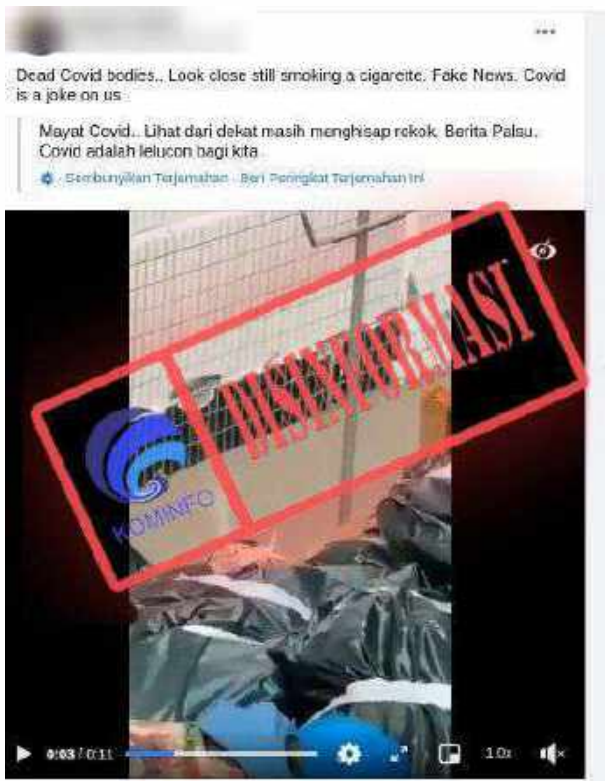 Dead Covid bodies.. Look close still smoking a cigarette. Fake News. Covid
is a joke on us
Mayat Covid.. Lihat dari dekat masih menghisap rokok. Berita Palsu.
Covid adalah lelucon bagi kita
Sembunyikan Terjemahan · Beri Peringkat Terjemahan Ini
DISINFORMASI
KOMINFO
0:03 / 0:11
1.0x